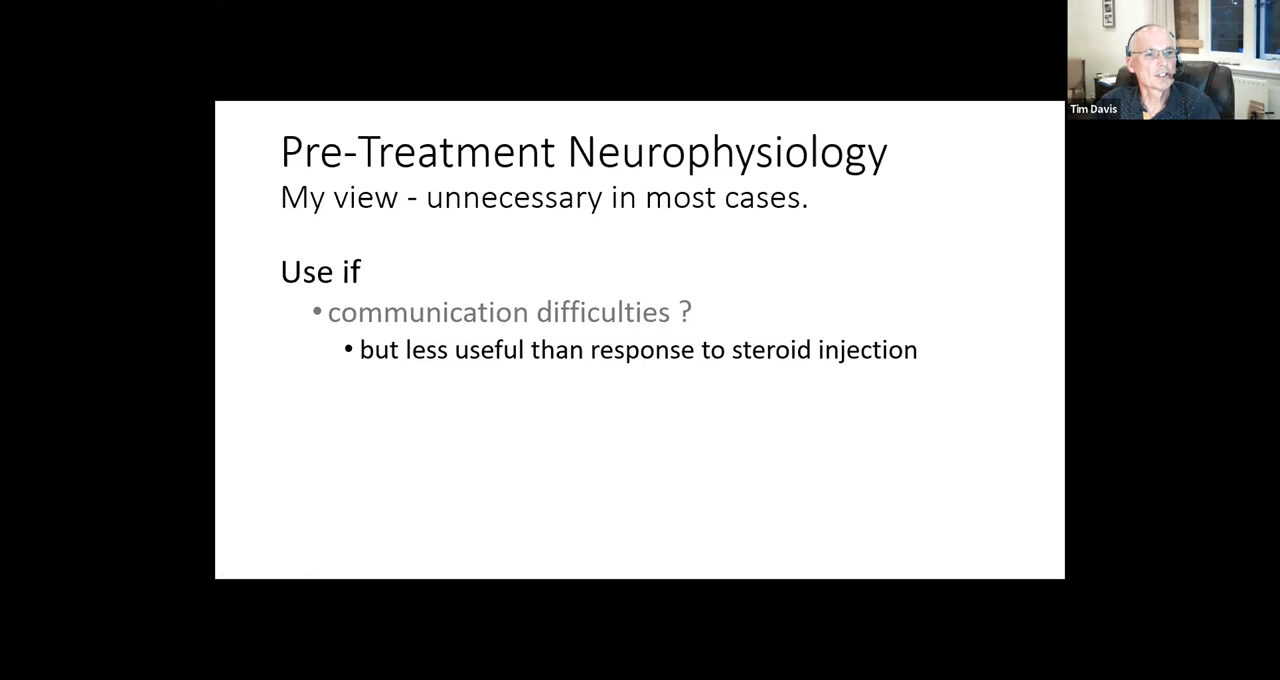 Tim Davis
Pre-Treatment Neurophysiology
My view - unnecessary in most cases.
Use if
• communication difficulties ?
• but less useful than response to steroid injection